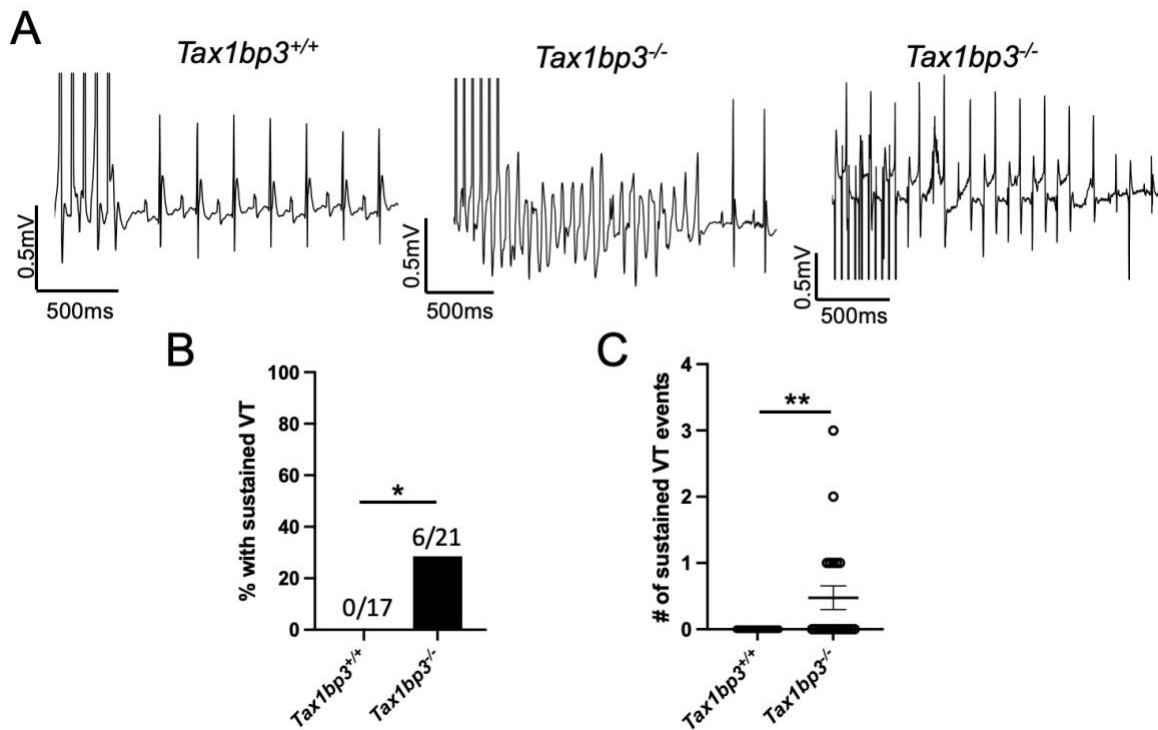 A
Tax1bp3+/+
Tax1bp3-/-
Tax1bp3-/-
0.5mV
500ms
0.5mV
500ms
0.5mV
500ms
B
% with sustained VT
100
80
60
40
20
0
*
0/17
6/21
Tax1bp3+/+
Tax1bp3-/-
C
# of sustained VT events
4
3
2
1
0
**
Tax1bp3+/+
Tax1bp3-/-